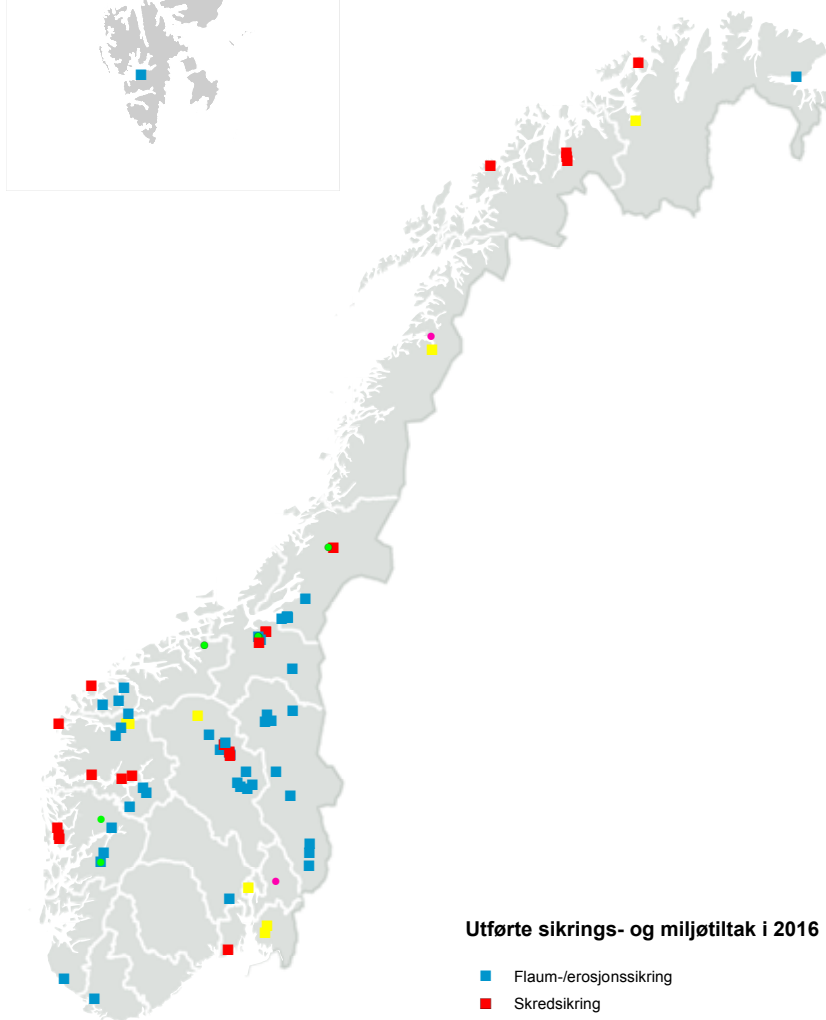 Utførte sikrings- og miljøtiltak i 2016
Flaum-/erosjonssikring
Skredsikring